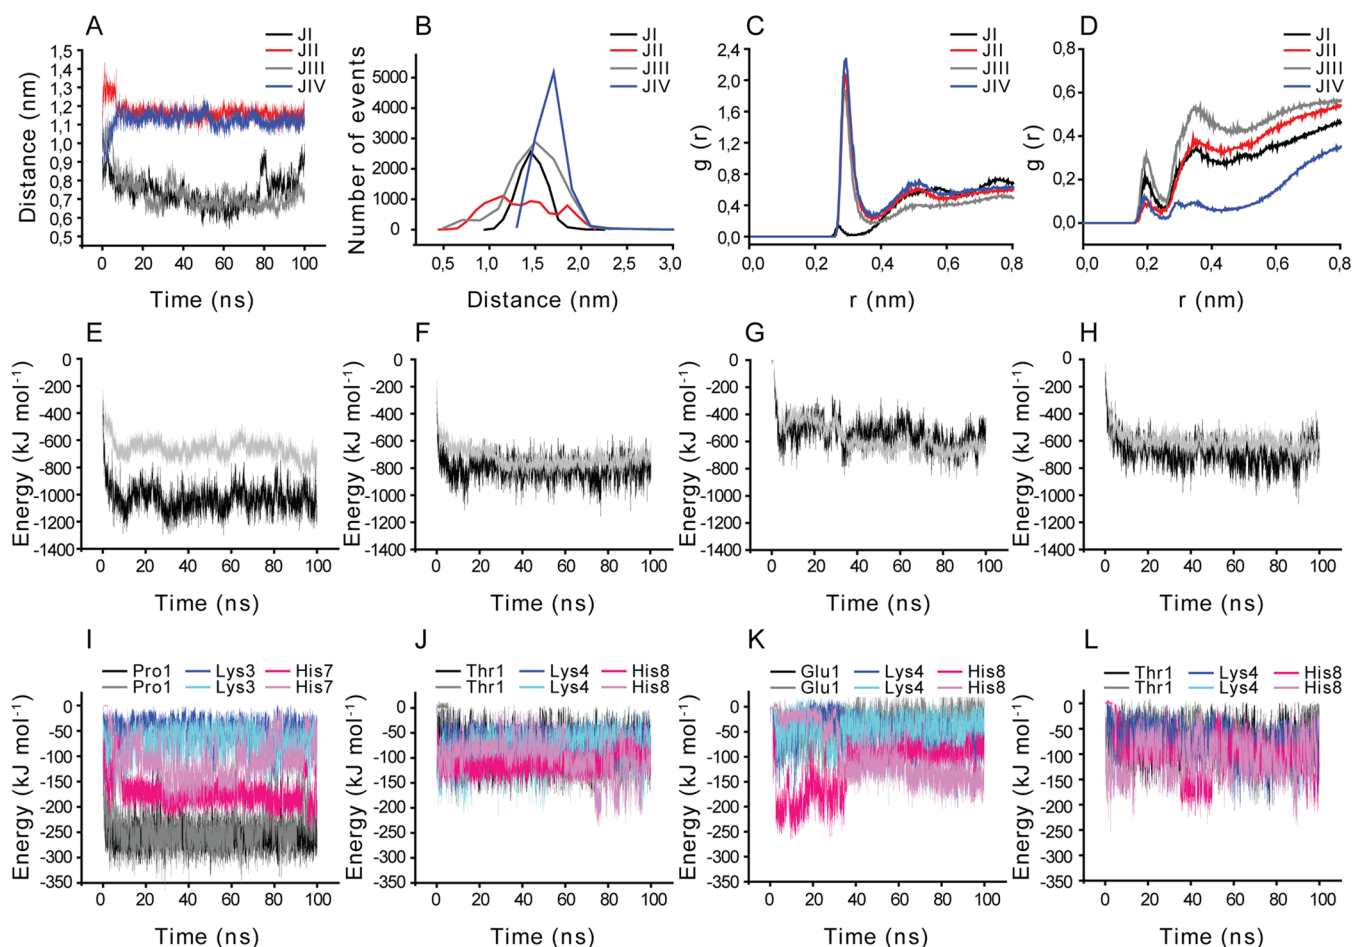 A
JI
JII
JIII
JIV
1,5
1,4
1,3
1,2
1,1
1,0
0,9
0,8
0,7
0,6
0,5
Distance (nm)
0 20 40 60 80 100
Time (ns)
B
JI
JII
JIII
JIV
5000
4000
3000
2000
1000
0
Number of events
0,5 1,0 1,5 2,0 2,5 3,0
Distance (nm)
C
JI
JII
JIII
JIV
2,4
2,0
1,6
1,2
0,8
0,4
0,0
g (r)
0,0 0,2 0,4 0,6 0,8
r (nm)
D
JI
JII
JIII
JIV
0,8
0,6
0,4
0,2
0,0
g (r)
0,0 0,2 0,4 0,6 0,8
r (nm)
E
0
-200
-400
-600
-800
-1000
-1200
-1400
Energy (kJ mol⁻¹)
0 20 40 60 80 100
Time (ns)
F
0
-200
-400
-600
-800
-1000
-1200
-1400
Energy (kJ mol⁻¹)
0 20 40 60 80 100
Time (ns)
G
0
-200
-400
-600
-800
-1000
-1200
-1400
Energy (kJ mol⁻¹)
0 20 40 60 80 100
Time (ns)
H
0
-200
-400
-600
-800
-1000
-1200
-1400
Energy (kJ mol⁻¹)
0 20 40 60 80 100
Time (ns)
I
Pro1 Lys3 His7
Pro1 Lys3 His7
0
-50
-100
-150
-200
-250
-300
-350
Energy (kJ mol⁻¹)
0 20 40 60 80 100
Time (ns)
J
Thr1 Lys4 His8
Thr1 Lys4 His8
0
-50
-100
-150
-200
-250
-300
-350
Energy (kJ mol⁻¹)
0 20 40 60 80 100
Time (ns)
K
Glu1 Lys4 His8
Glu1 Lys4 His8
0
-50
-100
-150
-200
-250
-300
-350
Energy (kJ mol⁻¹)
0 20 40 60 80 100
Time (ns)
L
Thr1 Lys4 His8
Thr1 Lys4 His8
0
-50
-100
-150
-200
-250
-300
-350
Energy (kJ mol⁻¹)
0 20 40 60 80 100
Time (ns)